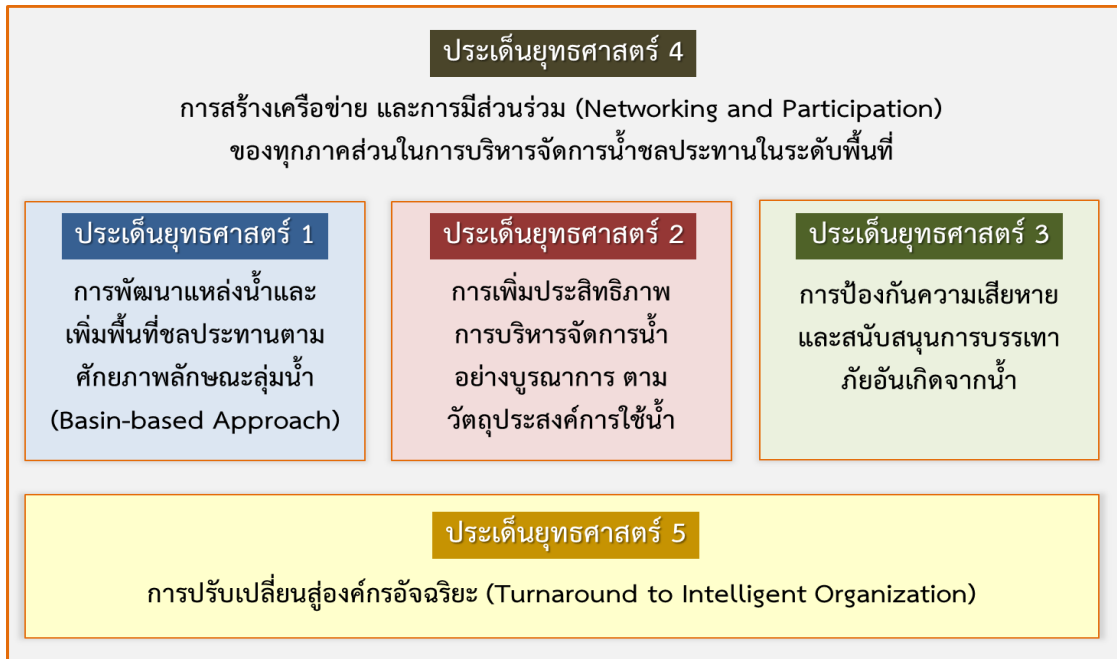 ประเด็นยุทธศาสตร์ 4
การสร้างเครือข่าย และการมีส่วนร่วม (Networking and Participation)
ของทุกภาคส่วนในการบริหารจัดการน้ำชลประทานในระดับพื้นที่
ประเด็นยุทธศาสตร์ 1
การพัฒนาแหล่งน้ำและ
เพิ่มพื้นที่ชลประทานตาม
ศักยภาพลักษณะลุ่มน้ำ
(Basin-based Approach)
ประเด็นยุทธศาสตร์ 2
การเพิ่มประสิทธิภาพ
การบริหารจัดการน้ำ
อย่างบูรณาการ ตาม
วัตถุประสงค์การใช้น้ำ
ประเด็นยุทธศาสตร์ 3
การป้องกันความเสียหาย
และสนับสนุนการบรรเทา
ภัยอันเกิดจากน้ำ
ประเด็นยุทธศาสตร์ 5
การปรับเปลี่ยนสู่องค์กรอัจฉริยะ (Turnaround to Intelligent Organization)